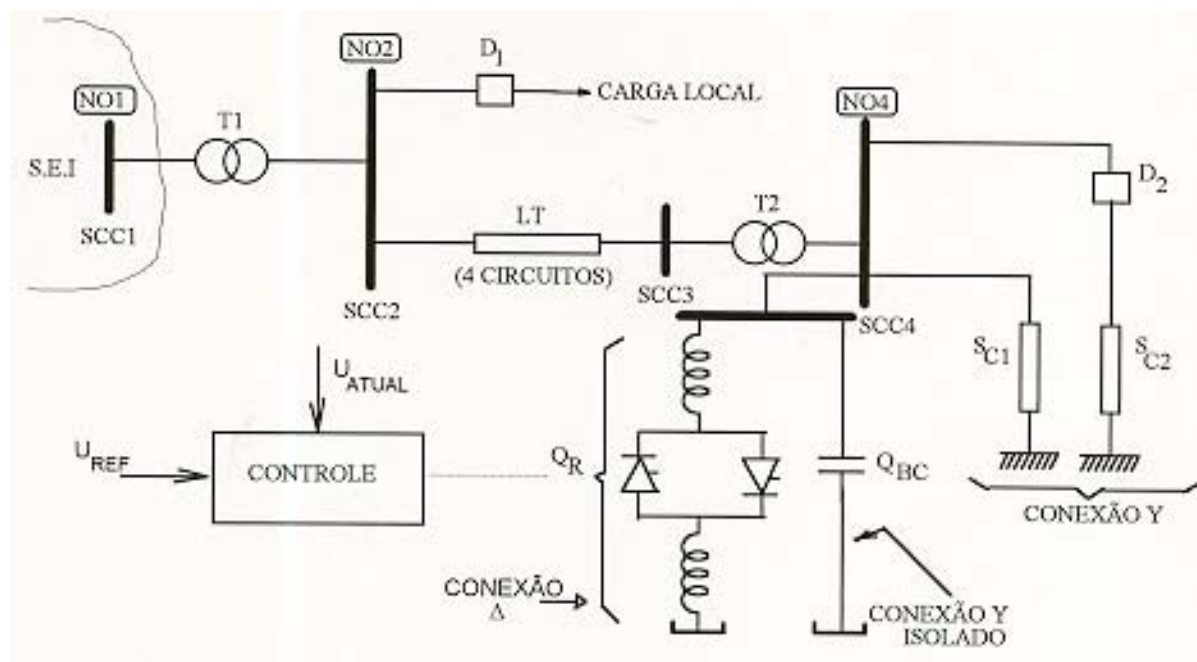 NO1
S.E.I
SCC1
T1
NO2
SCC2
D1
CARGA LOCAL
LT
(4 CIRCUITOS)
SCC3
T2
NO4
SCC4
D2
SC1
SC2
CONEXÃO Y
UATUAL
UREF
CONTROLE
QR
QBC
CONEXÃO
Δ
CONEXÃO Y
ISOLADO